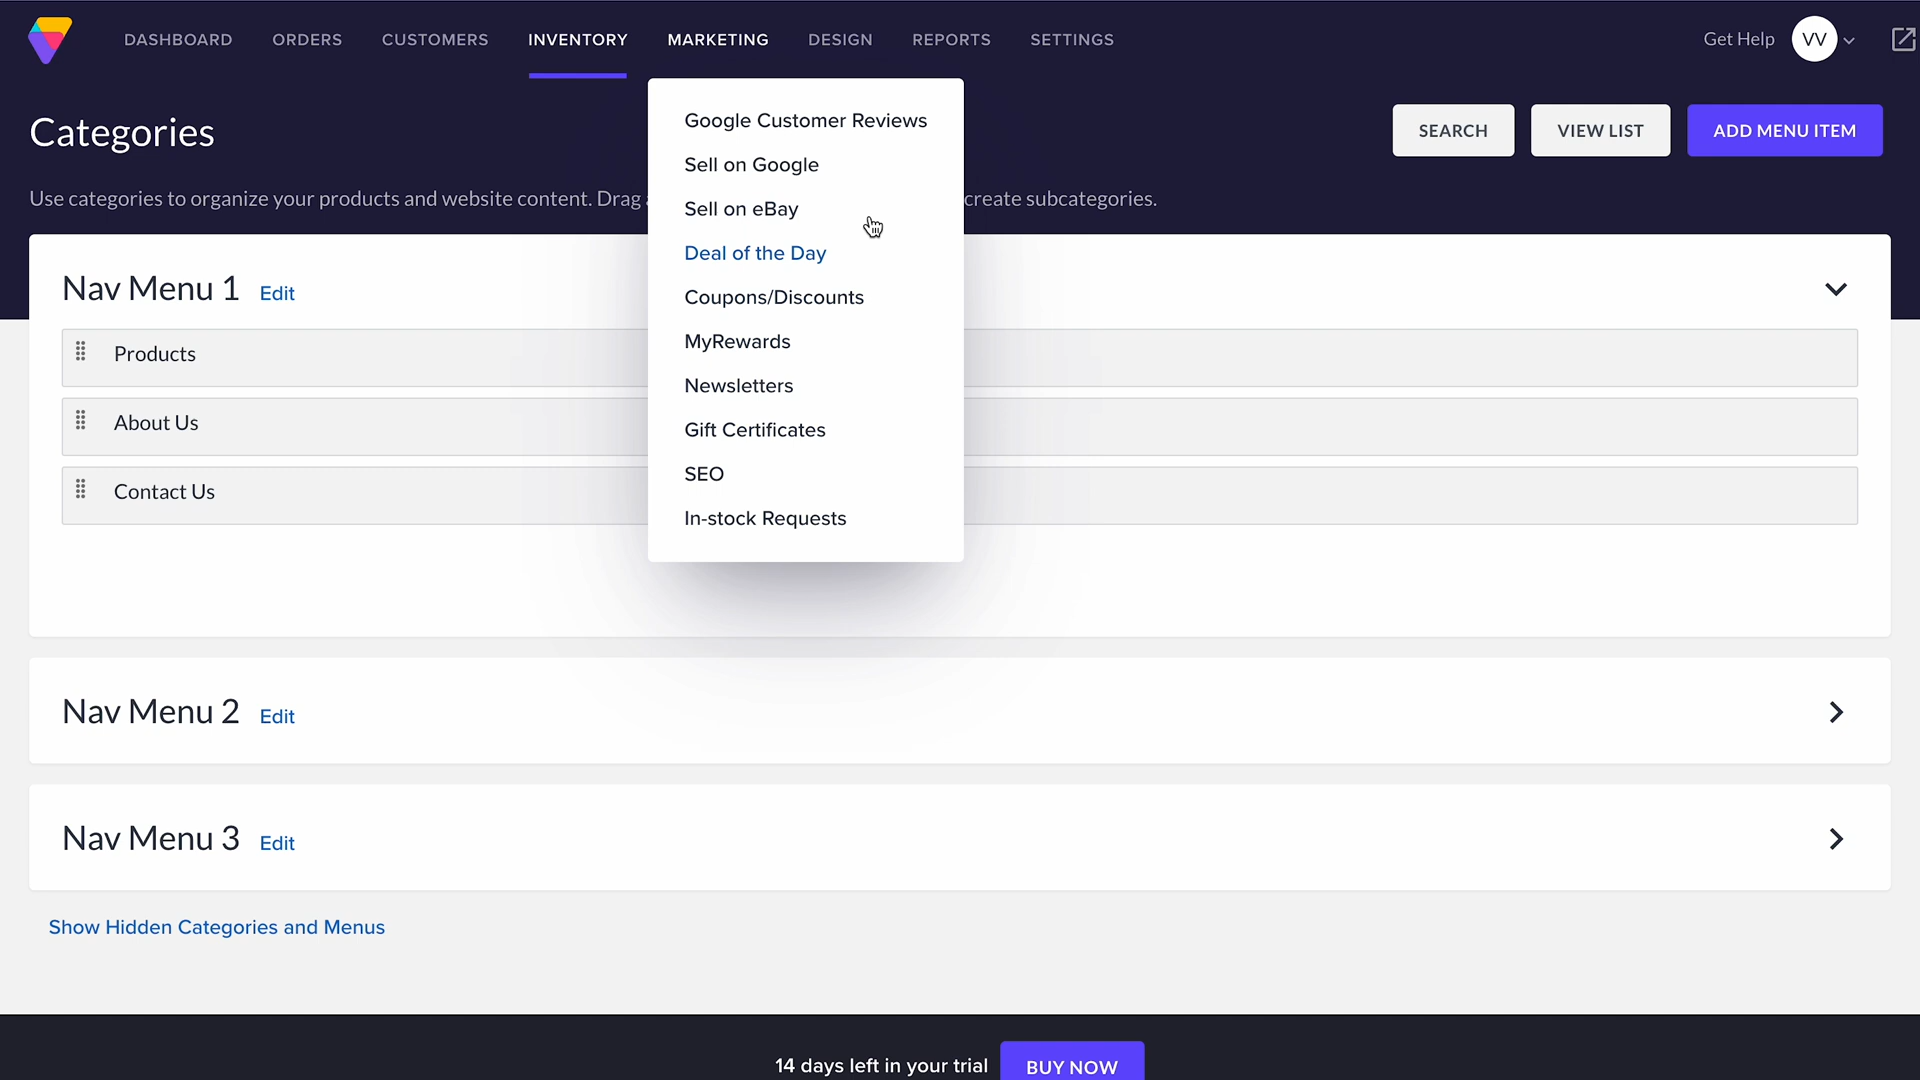 DASHBOARD ORDERS CUSTOMERS INVENTORY MARKETING DESIGN REPORTS SETTINGS Get Help VV
Categories
SEARCH VIEW LIST ADD MENU ITEM
Use categories to organize your products and website content. Drag create subcategories.
Google Customer Reviews
Sell on Google
Sell on eBay
Deal of the Day
Coupons/Discounts
MyRewards
Newsletters
Gift Certificates
SEO
In-stock Requests
Nav Menu 1 Edit
Products
About Us
Contact Us
Nav Menu 2 Edit
Nav Menu 3 Edit
Show Hidden Categories and Menus
14 days left in your trial BUY NOW